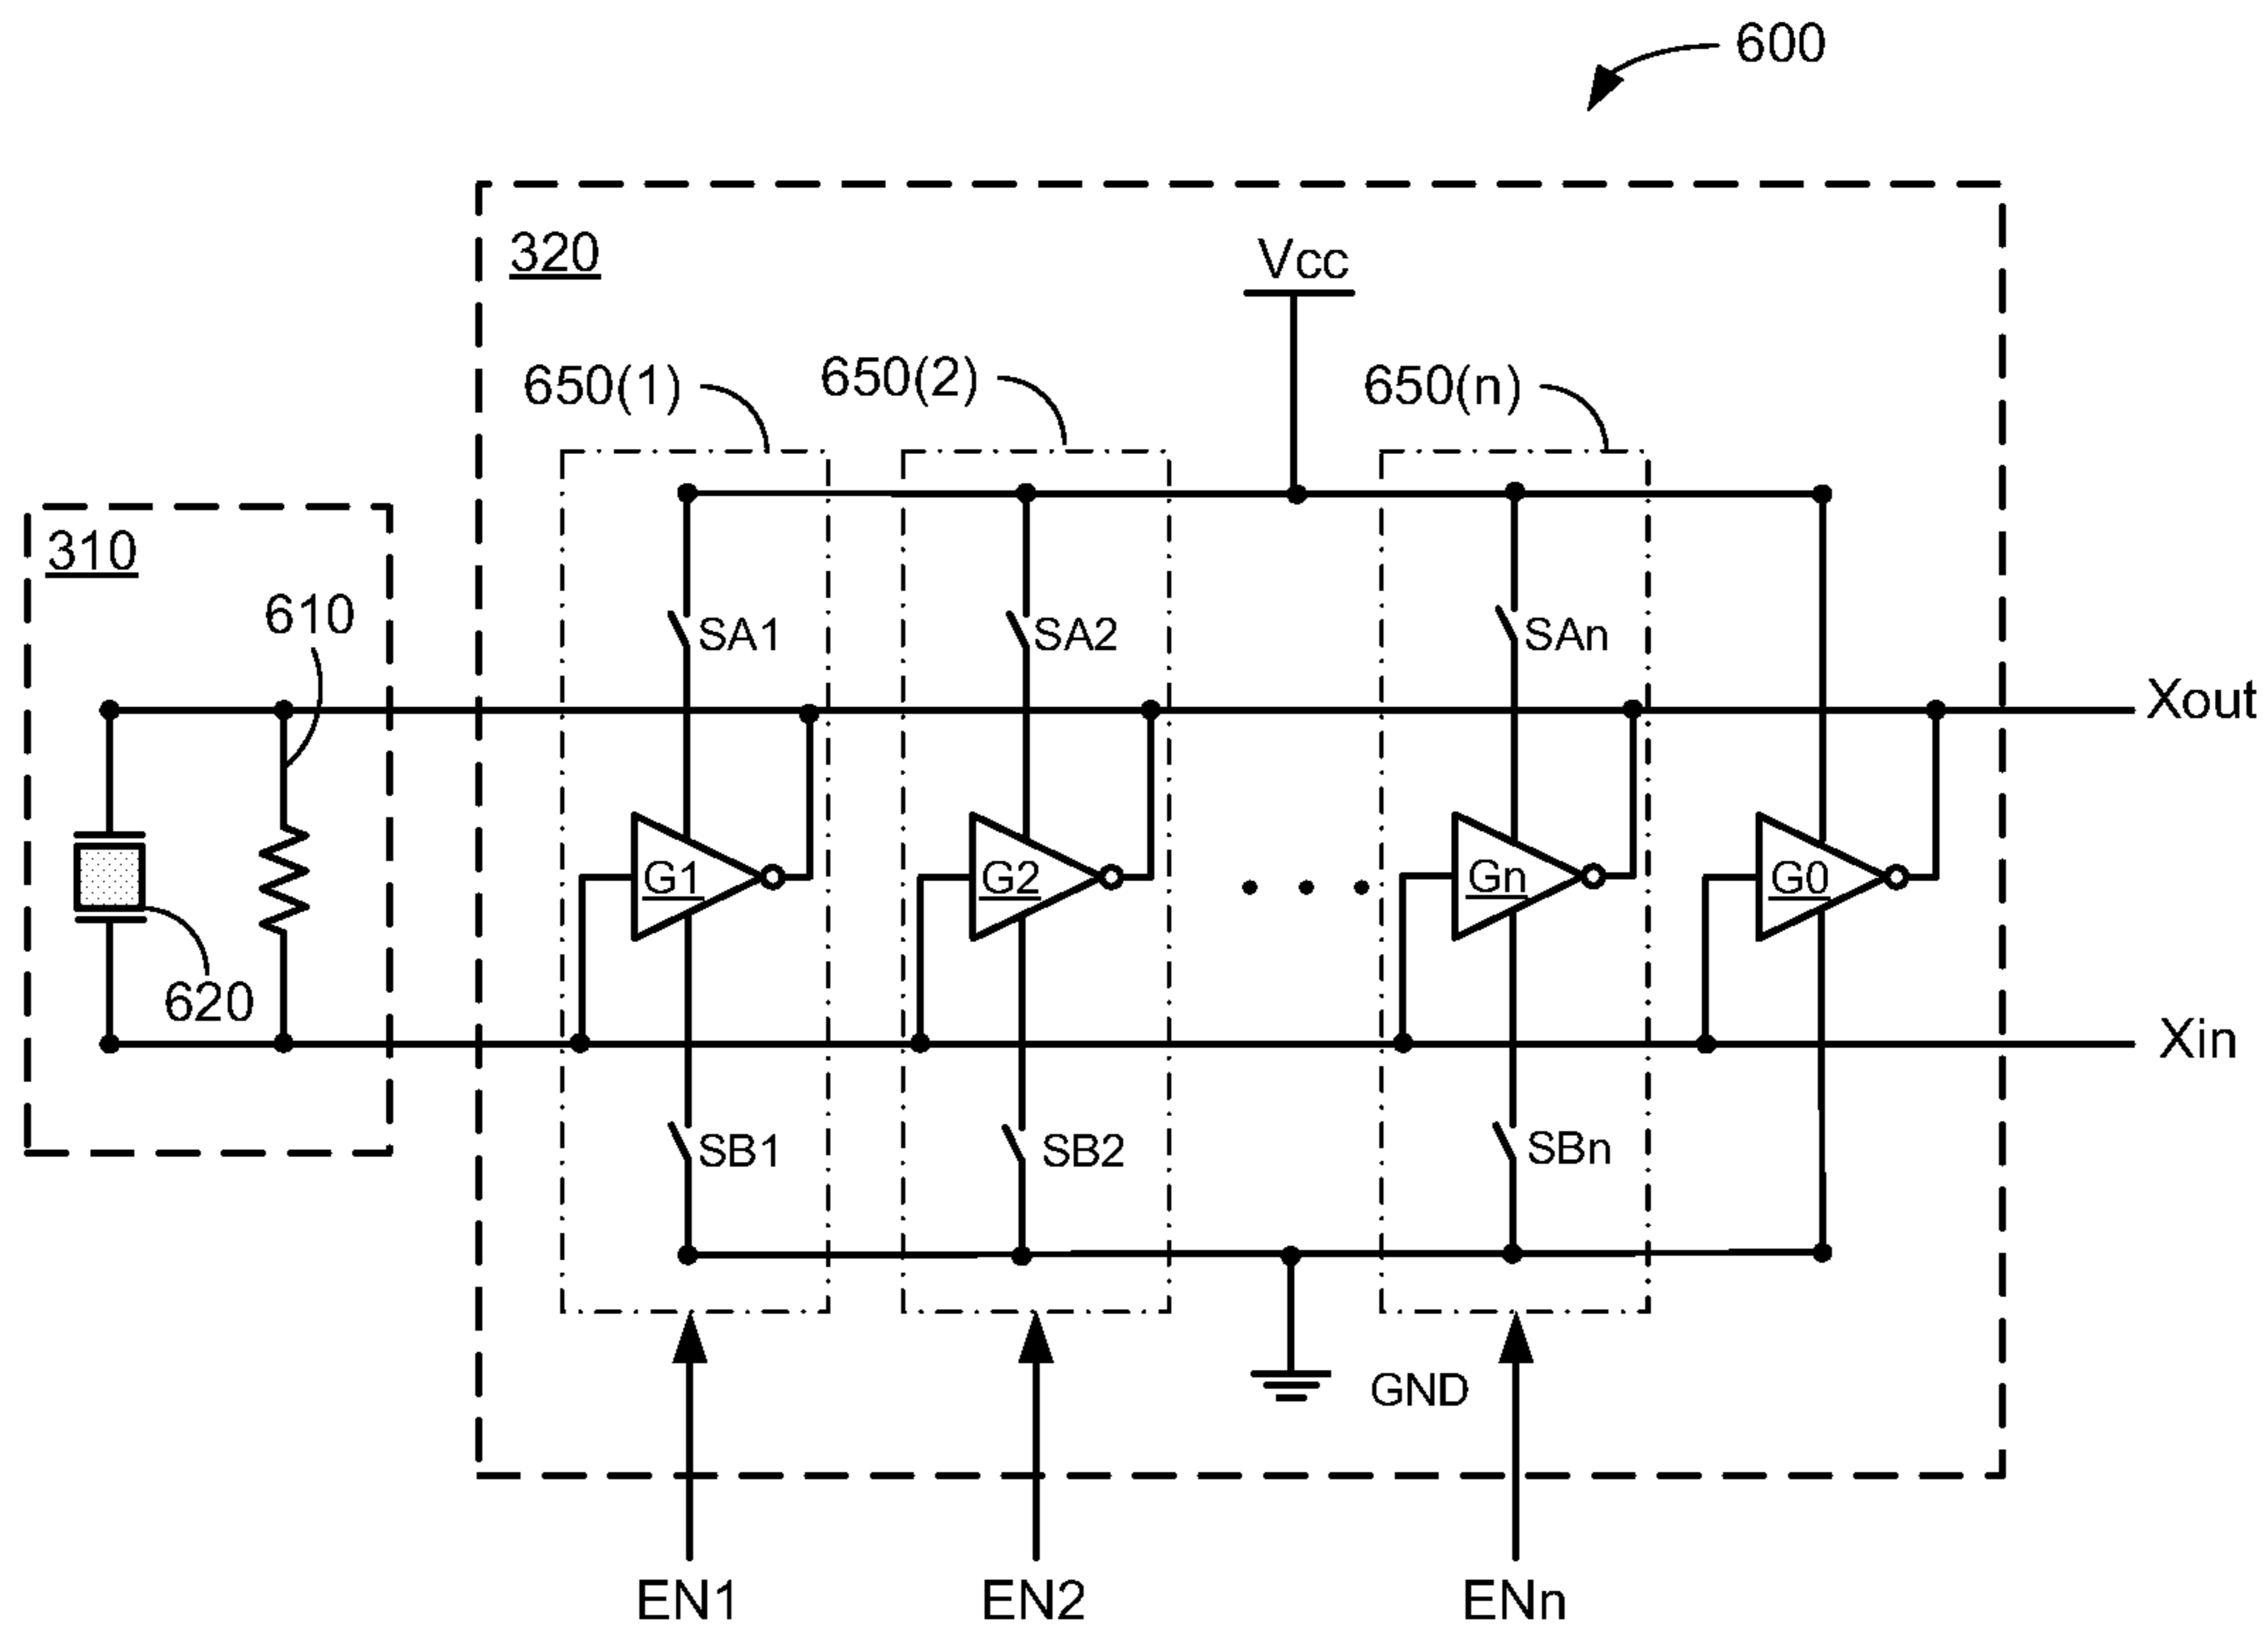 600
320
Vcc
650(1)
650(2)
650(n)
310
610
SA1
SA2
SAn
Xout
G1
G2
Gn
G0
620
Xin
SB1
SB2
SBn
GND
EN1
EN2
ENn